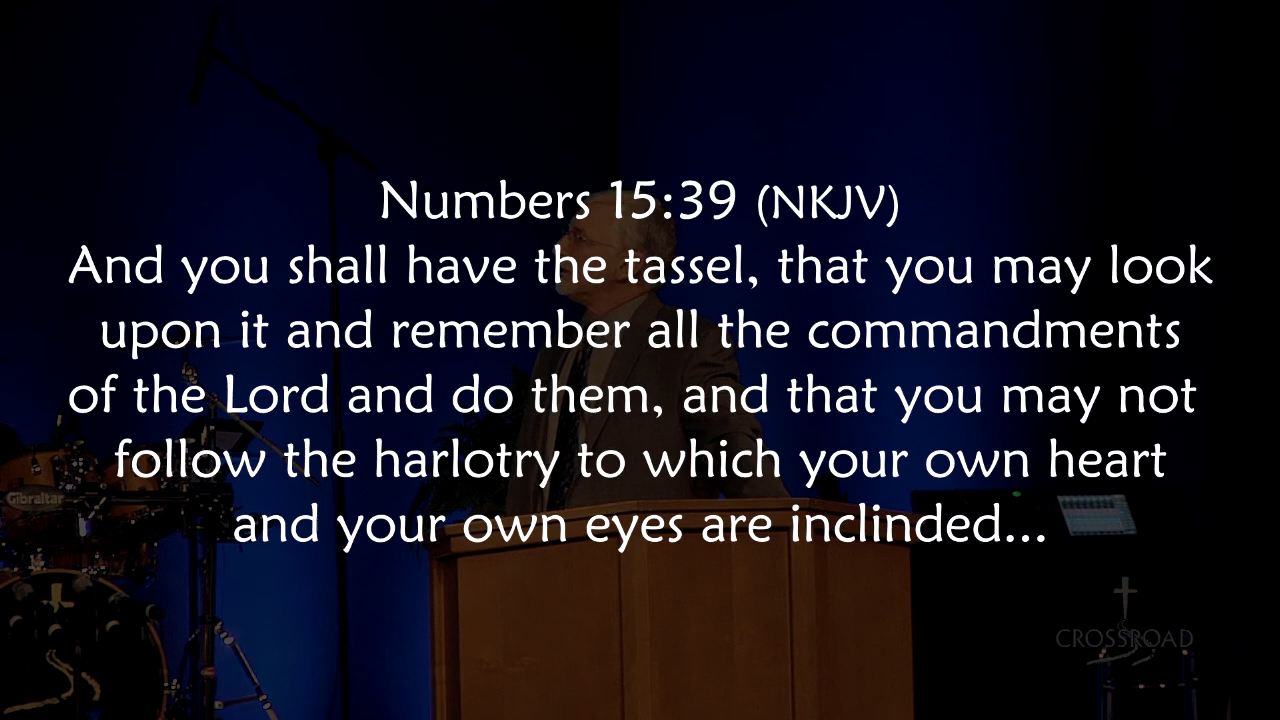 Numbers 15:39 (NKJV)
And you shall have the tassel, that you may look
upon it and remember all the commandments
of the Lord and do them, and that you may not
follow the harlotry to which your own heart
and your own eyes are inclinded...
Gibraltar
CROSSROAD